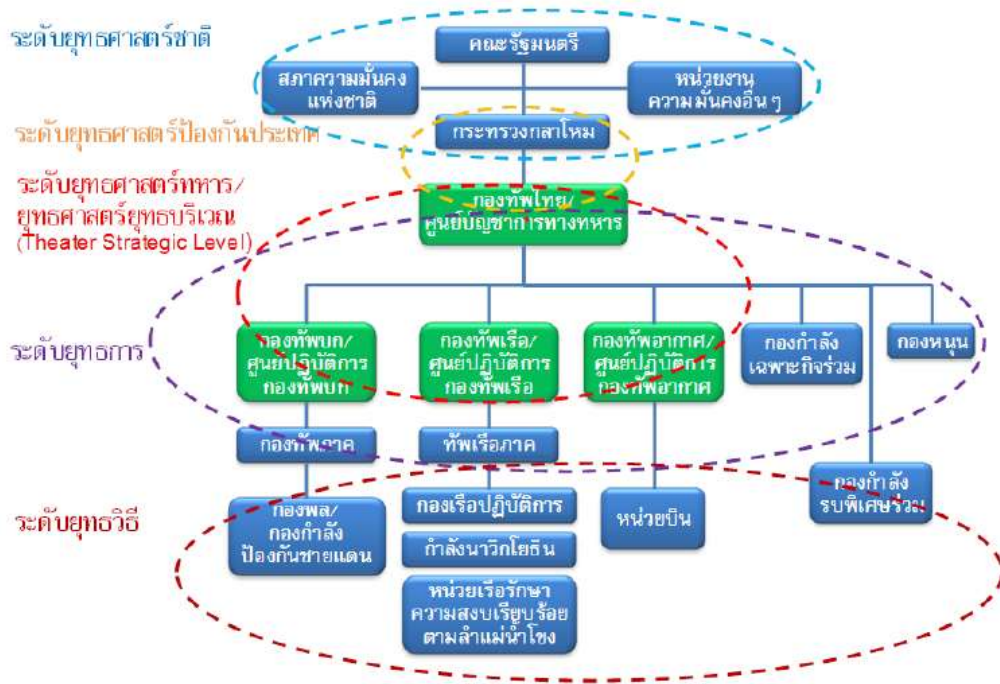 ระดับยุทธศาสตร์ชาติ
คณะรัฐมนตรี
สภาความมั่นคง
แห่งชาติ
หน่วยงาน
ความมั่นคงอื่น ๆ
ระดับยุทธศาสตร์ป้องกันประเทศ
กระทรวงกลาโหม
ระดับยุทธศาสตร์ทหาร/
ยุทธศาสตร์ยุทธบริเวณ
(Theater Strategic Level)
กองทัพไทย/
ศูนย์บัญชาการทางทหาร
ระดับยุทธการ
กองทัพบก/
ศูนย์ปฏิบัติการ
กองทัพบก
กองทัพเรือ/
ศูนย์ปฏิบัติการ
กองทัพเรือ
กองทัพอากาศ/
ศูนย์ปฏิบัติการ
กองทัพอากาศ
กองกำลัง
เฉพาะกิจร่วม
กองหนุน
กองทัพภาค
ทัพเรือภาค
ระดับยุทธวิธี
กองพล/
กองกำลัง
ป้องกันชายแดน
กองเรือปฏิบัติการ
กำลังนาวิกโยธิน
หน่วยเรือรักษา
ความสงบเรียบร้อย
ตามลำแม่น้ำโขง
หน่วยบิน
กองกำลัง
รบพิเศษร่วม